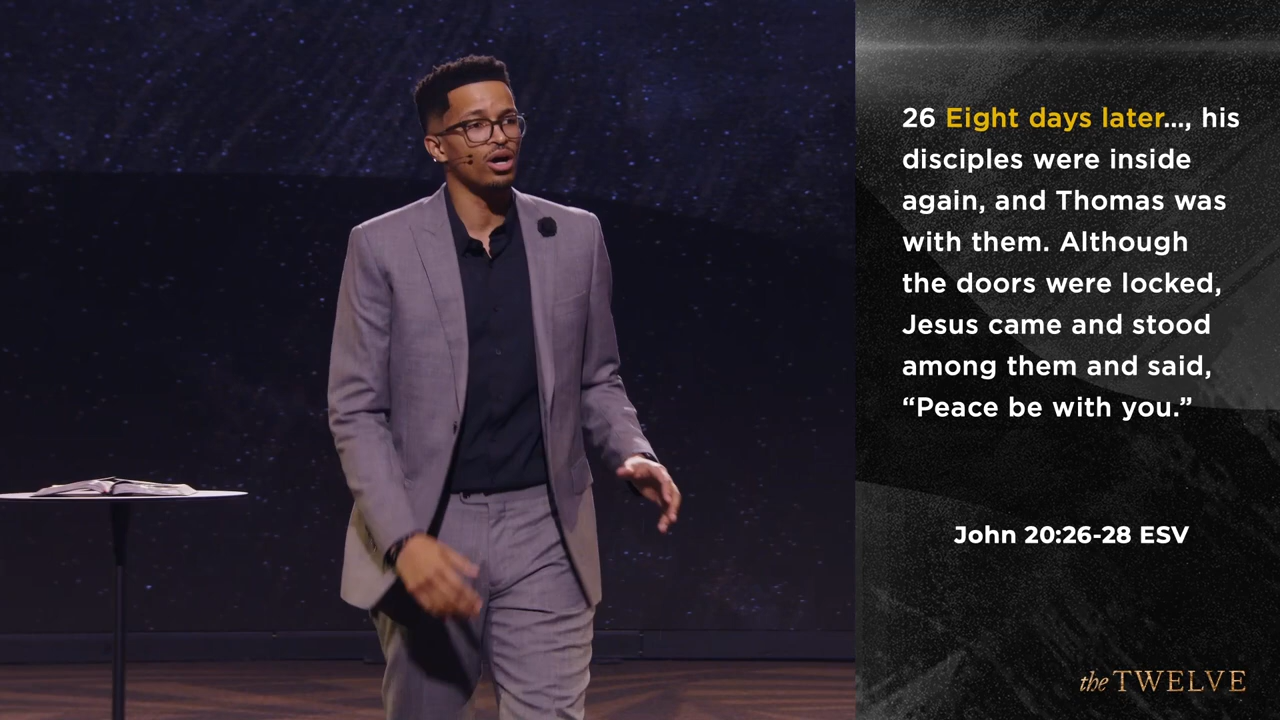 26 Eight days later..., his
disciples were inside
again, and Thomas was
with them. Although
the doors were locked,
Jesus came and stood
among them and said,
“Peace be with you.”
John 20:26-28 ESV
the TWELVE